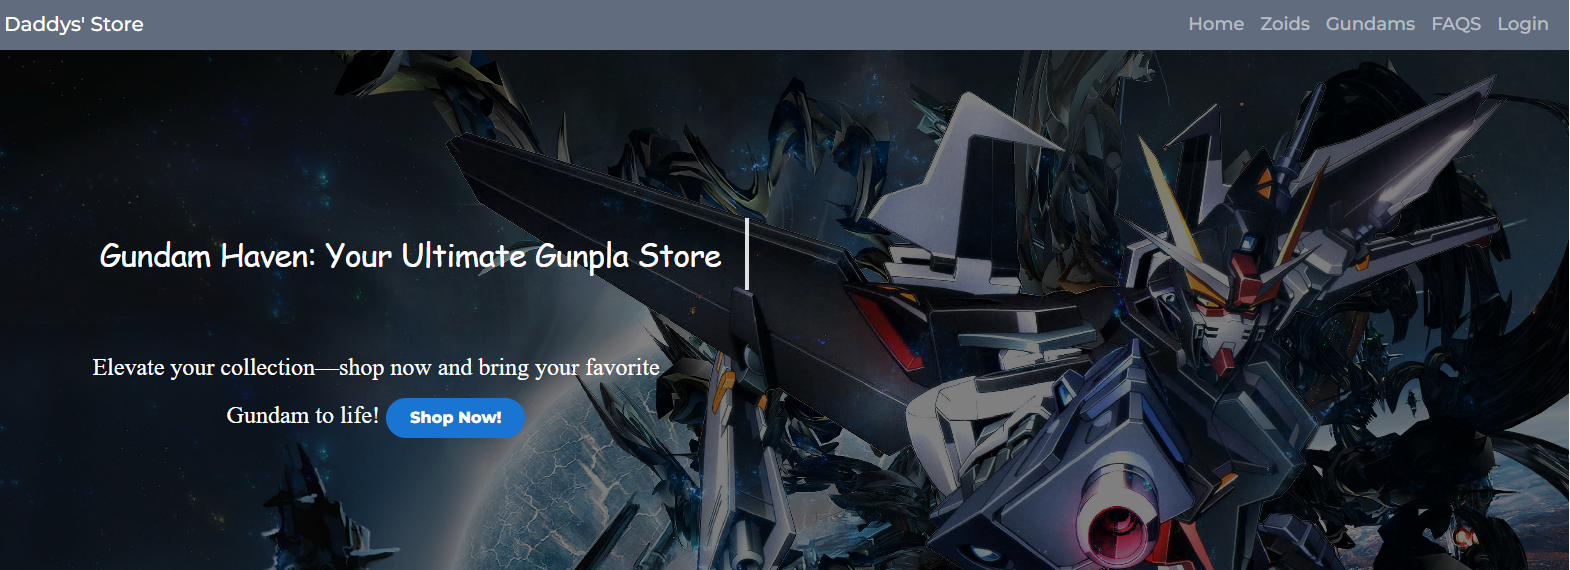 Daddys' Store
Home Zoids Gundams FAQS Login
Gundam Haven: Your Ultimate Gunpla Store
Elevate your collection—shop now and bring your favorite
Gundam to life! Shop Now!